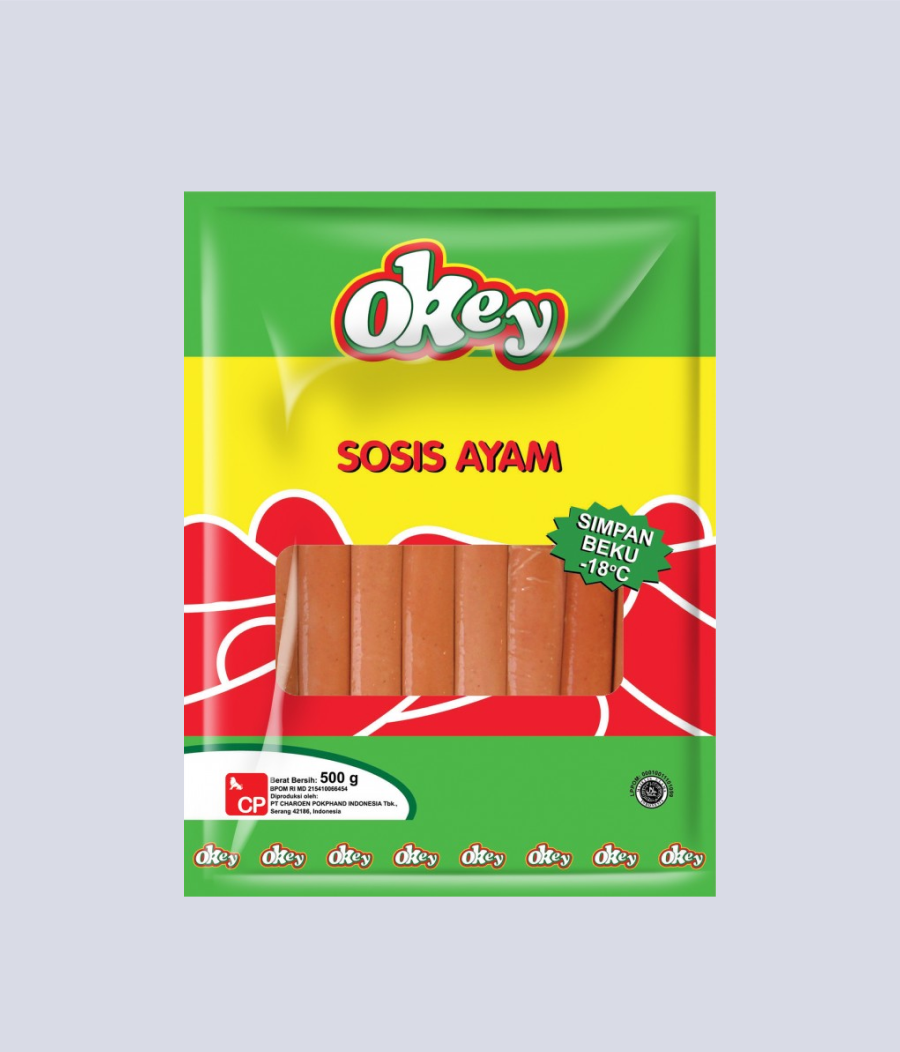 Okey
SOSIS AYAM
SIMPAN
BEKU
-18°C
CP
Berat Bersih: 500 g
BPOM RI MD 215410066454
Diproduksi oleh:
PT CHAROEN POKPHAND INDONESIA Tbk.,
Serang 42186, Indonesia
Okey Okey Okey Okey Okey Okey Okey Okey